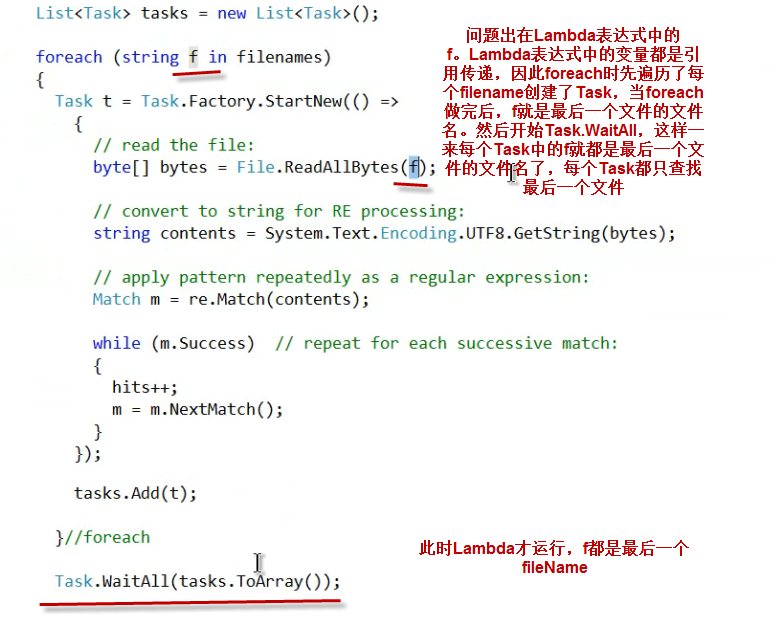 List<Task> tasks = new List<Task>();
foreach (string f in filenames)
{
Task t = Task.Factory.StartNew(() =>
{
// read the file:
byte[] bytes = File.ReadAllBytes(f);
// convert to string for RE processing:
string contents = System.Text.Encoding.UTF8.GetString(bytes);
// apply pattern repeatedly as a regular expression:
Match m = re.Match(contents);
while (m.Success)  // repeat for each successive match:
{
hits++;
m = m.NextMatch();
}
});
tasks.Add(t);
}//foreach
Task.WaitAll(tasks.ToArray());
问题出在Lambda表达式中的
f。Lambda表达式中的变量都是引
用传递，因此foreach时先遍历了每
个filename创建了Task，当foreach
做完后，f就是最后一个文件的文件
名。然后开始Task.WaitAll，这样一
来每个Task中的f就都是最后一个文
件的文件名了，每个Task都只查找
最后一个文件
此时Lambda才运行，f都是最后一个
fileName